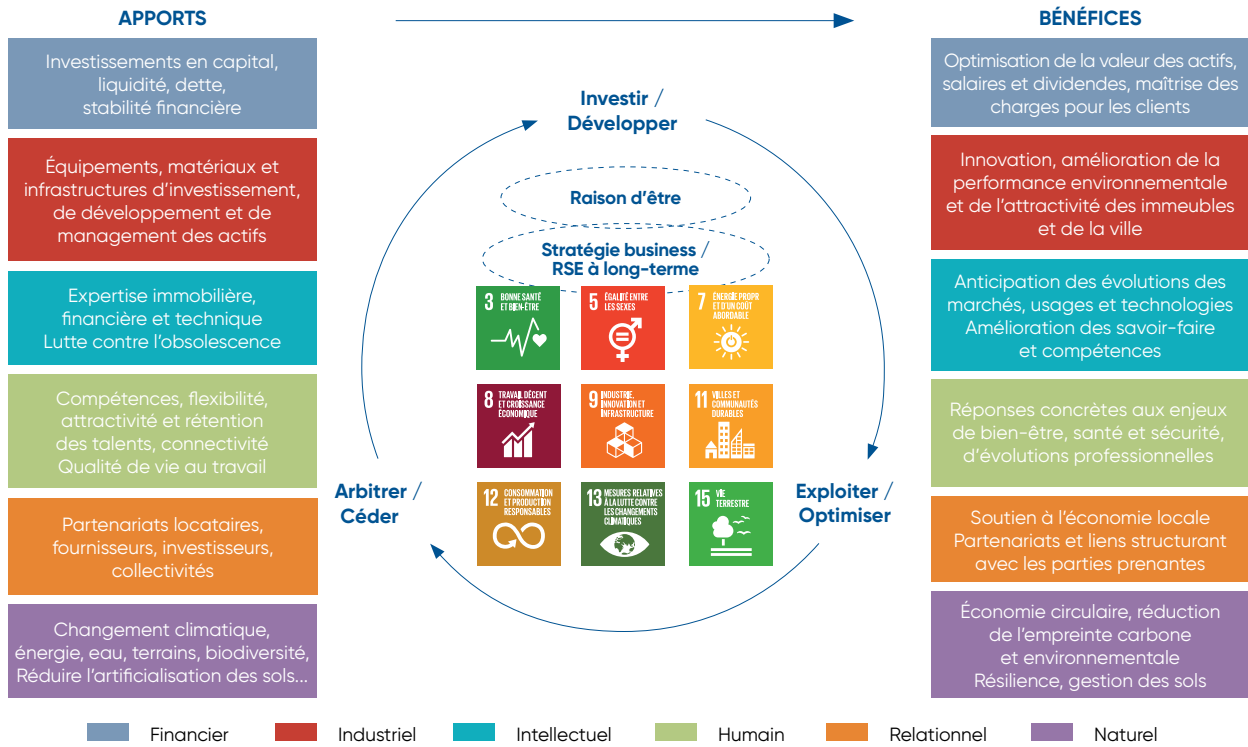 APPORTS
BÉNÉFICES
Investissements en capital,
liquidité, dette,
stabilité financière
Équipements, matériaux et
infrastructures d'investissement,
de développement et de
management des actifs
Expertise immobilière,
financière et technique
Lutte contre l'obsolescence
Compétences, flexibilité,
attractivité et rétention
des talents, connectivité
Qualité de vie au travail
Partenariats locataires,
fournisseurs, investisseurs,
collectivités
Changement climatique,
énergie, eau, terrains, biodiversité,
Réduire l'artificialisation des sols...
Investir /
Développer
Raison d'être
Stratégie business /
RSE à long-terme
3 BONNE SANTÉ
ET BIEN-ÊTRE
5 ÉGALITÉ ENTRE
LES SEXES
7 ÉNERGIE PROPR
ET D'UN COÛT
ABORDABLE
8 TRAVAIL DÉCENT
ET CROISSANCE
ÉCONOMIQUE
9 INDUSTRIE,
INNOVATION ET
INFRASTRUCTURE
11 VILLES ET
COMMUNAUTÉS
DURABLES
12 CONSOMMATION
ET PRODUCTION
RESPONSABLES
13 MESURES RELATIVES
À LA LUTTE CONTRE
LES CHANGEMENTS
CLIMATIQUES
15 VIE
TERRESTRE
Arbitrer /
Céder
Exploiter /
Optimiser
Optimisation de la valeur des actifs,
salaires et dividendes, maîtrise des
charges pour les clients
Innovation, amélioration de la
performance environnementale
et de l'attractivité des immeubles
et de la ville
Anticipation des évolutions des
marchés, usages et technologies
Amélioration des savoir-faire
et compétences
Réponses concrètes aux enjeux
de bien-être, santé et sécurité,
d'évolutions professionnelles
Soutien à l'économie locale
Partenariats et liens structurant
avec les parties prenantes
Économie circulaire, réduction
de l'empreinte carbone
et environnementale
Résilience, gestion des sols
Financier
Industriel
Intellectuel
Humain
Relationnel
Naturel